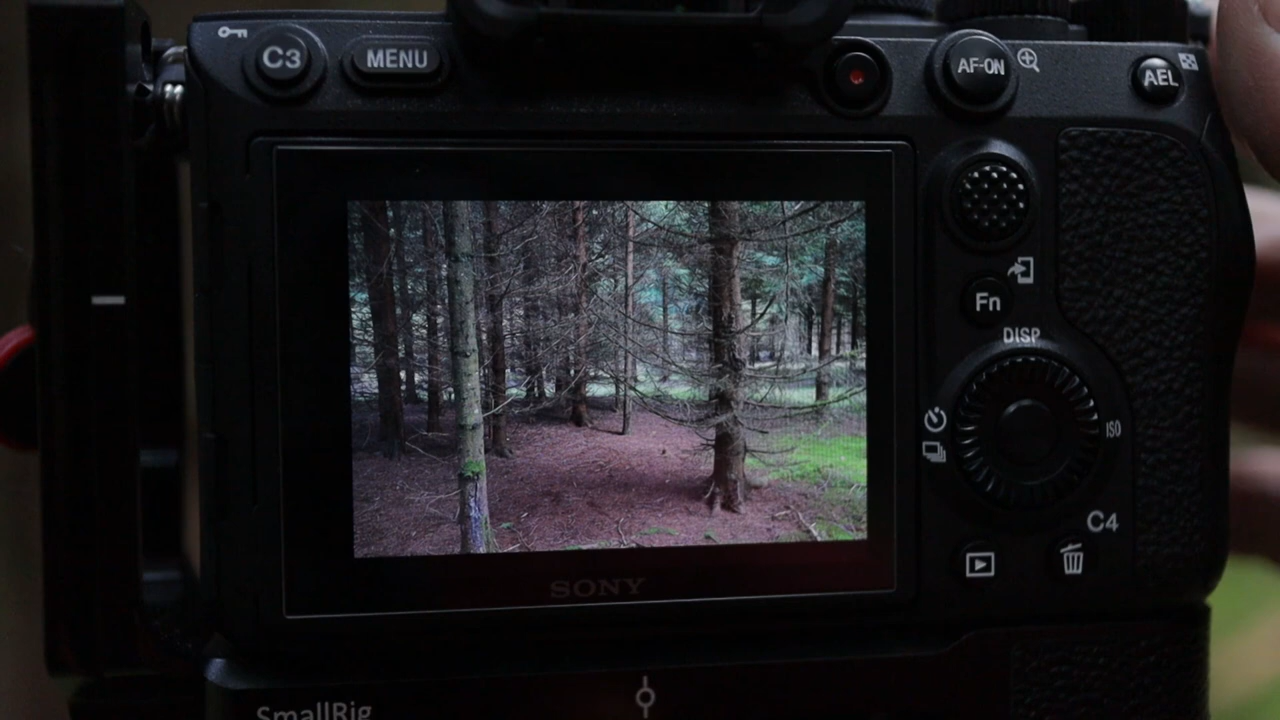 C3
MENU
AF-ON
AEL
Fn
DISP
ISO
C4
SONY
SmallRig